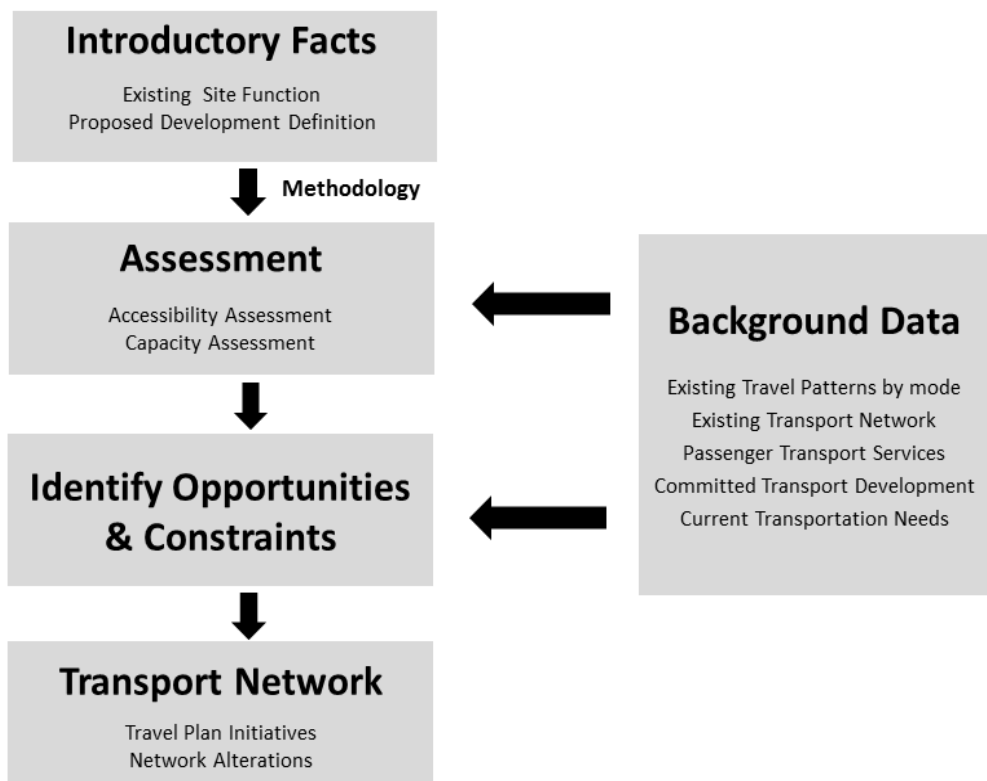 Introductory Facts
Existing Site Function
Proposed Development Definition
Methodology
Assessment
Accessibility Assessment
Capacity Assessment
Identify Opportunities
& Constraints
Transport Network
Travel Plan Initiatives
Network Alterations
Background Data
Existing Travel Patterns by mode
Existing Transport Network
Passenger Transport Services
Committed Transport Development
Current Transportation Needs